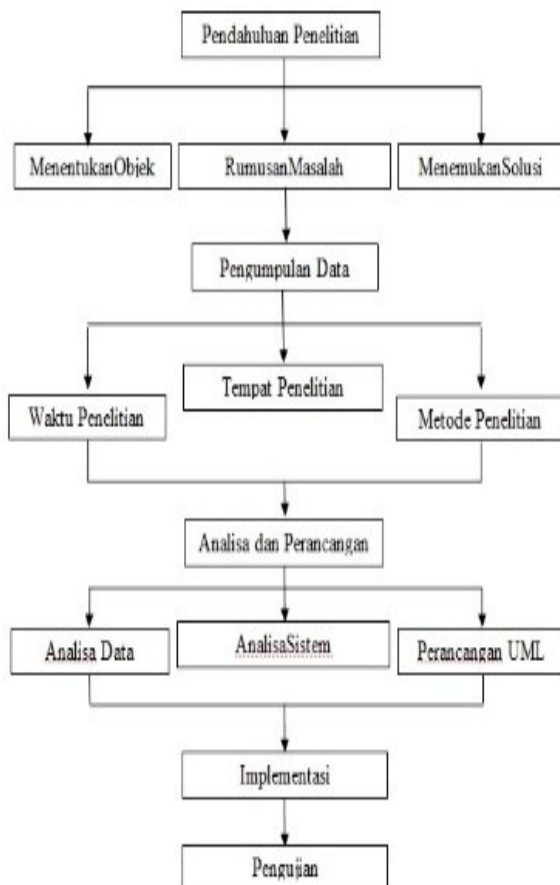 Pendahuluan Penelitian
MenentukanObjek
RumusanMasalah
MenemukanSolusi
Pengumpulan Data
Waktu Penelitian
Tempat Penelitian
Metode Penelitian
Analisa dan Perancangan
Analisa Data
AnalisaSistem
Perancangan UML
Implementasi
Pengujian